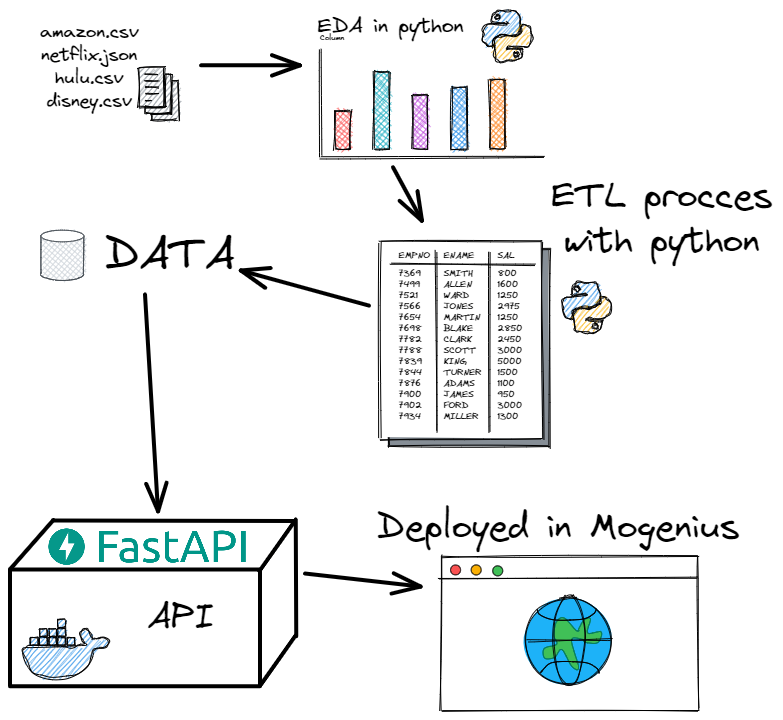 amazon.csv
netflix.json
hulu.csv
disney.csv
EDA in python
Column
ETL procces
with python
DATA
EMPNO ENAME SAL
7369 SMITH 800
7499 ALLEN 1600
7521 WARD 1250
7566 JONES 2975
7654 MARTIN 1250
7698 BLAKE 2850
7782 CLARK 2450
7788 SCOTT 3000
7839 KING 5000
7844 TURNER 1500
7876 ADAMS 1100
7900 JAMES 950
7902 FORD 3000
7934 MILLER 1300
FastAPI
API
Deployed in Mogenius